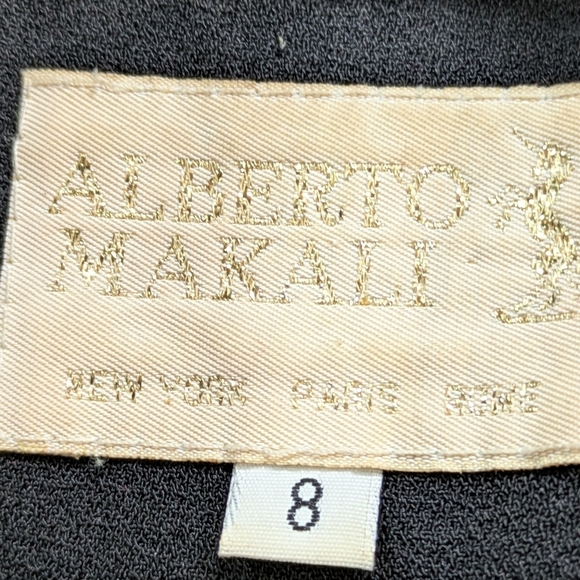 ALBERTO
MAKALI
NEW YORK PARIS ROME
8